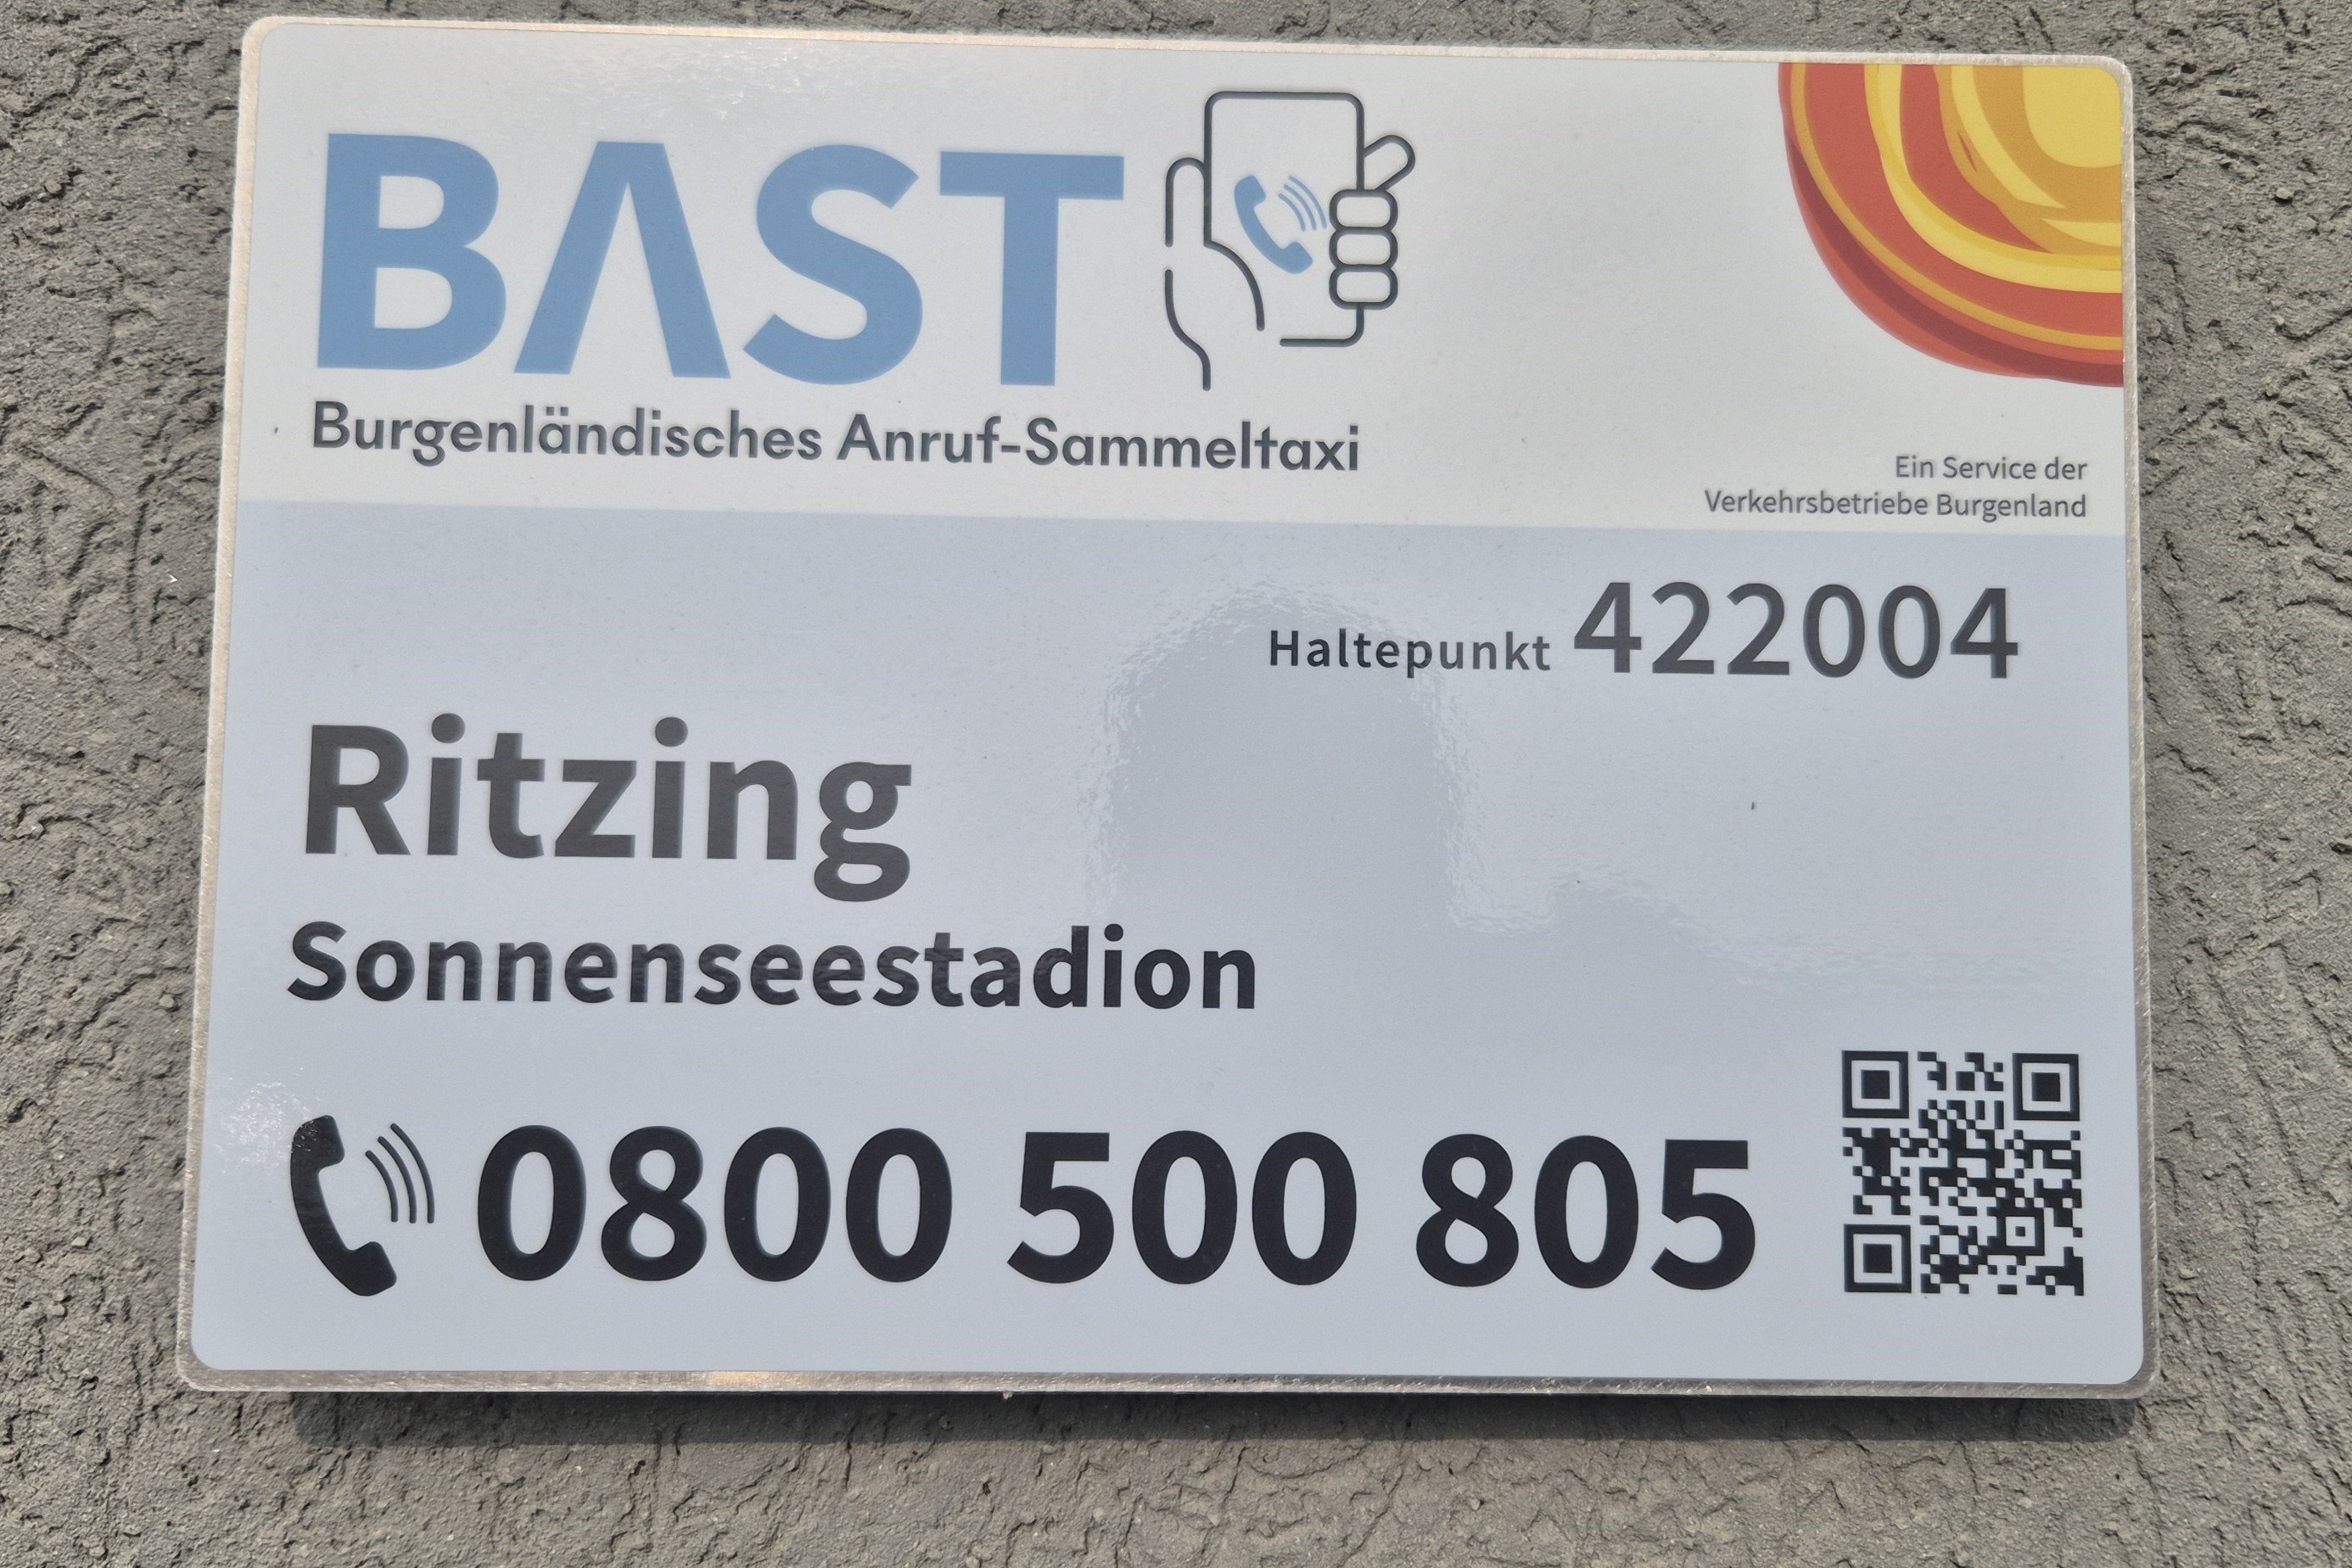 BAST
Burgenländisches Anruf-Sammeltaxi
Ein Service der
Verkehrsbetriebe Burgenland
Haltepunkt 422004
Ritzing
Sonnenseestadion
0800 500 805